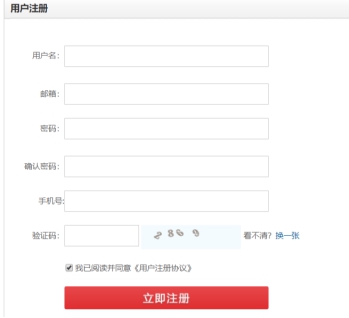 用户注册
用户名:
邮箱:
密码:
确认密码:
手机号:
验证码: 2869 看不清? 换一张
我已阅读并同意《用户注册协议》
立即注册